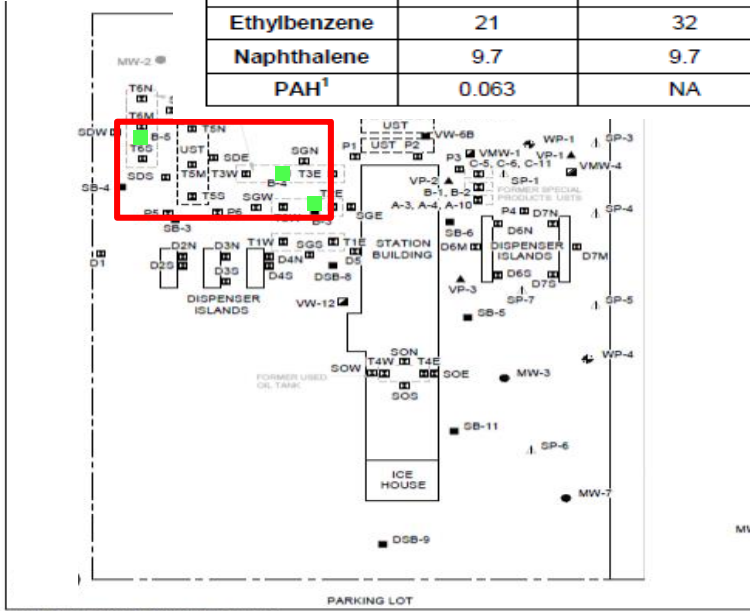 Ethylbenzene 21 32
Naphthalene 9.7 9.7
PAH¹ 0.063 NA
MW-2
T6N
T6M
SDW T5N UST VW-6B WP-1 SP-3
B-5
T6S UST SDE SGN P1 UST P2 VMW-1 VP-1
P3 C-5, C-6, C-11
SDS T5M T3W T3E VP-2 SP-1 VMW-4
B-4
SB-4 B-1, B-2 FORMER SPECIAL
PRODUCTS USTS
T5S SGW A-3, A-4, A-10
P5 P6 B-3 SGE P4 D7N SP-4
SB-3 SB-6 D6N
D2N D3N T1W SGS T1E STATION
BUILDING
D6M DISPENSER
ISLANDS
D7M
D1 D2S D3S D4N D5
D4S DSB-8 VP-3 D6S D7S
SP-7
DISPENSER
ISLANDS
VW-12 SP-5
SB-5
SON WP-4
T4W T4E
SOW SOE MW-3
FORMER USED
OIL TANK
SOS
SB-11
SP-6
ICE
HOUSE
MW-7
DSB-9
PARKING LOT